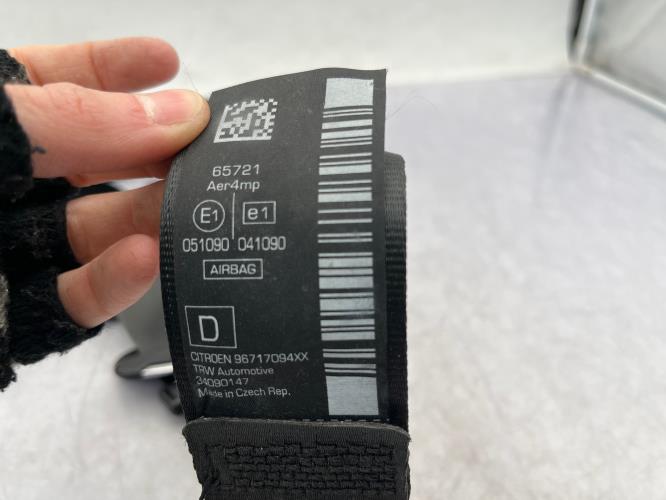 65721
Aer4mp
E1 e1
051090 041090
AIRBAG
D
CITROEN 96717094XX
TRW Automotive
34090147
Made in Czech Rep.